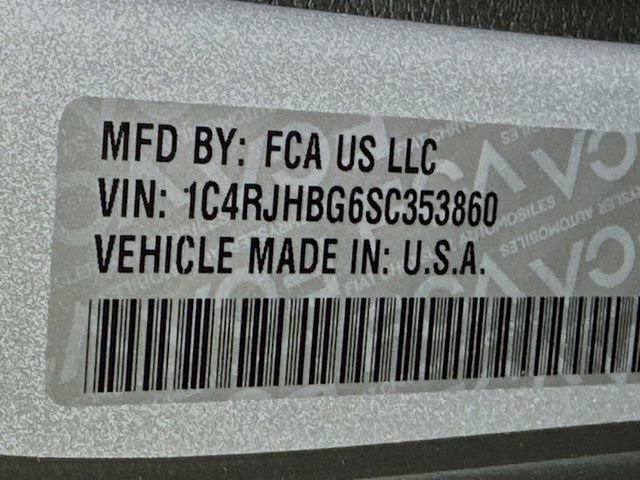 MFD BY: FCA US LLC
VIN: 1C4RJHBG6SC353860
VEHICLE MADE IN: U.S.A.